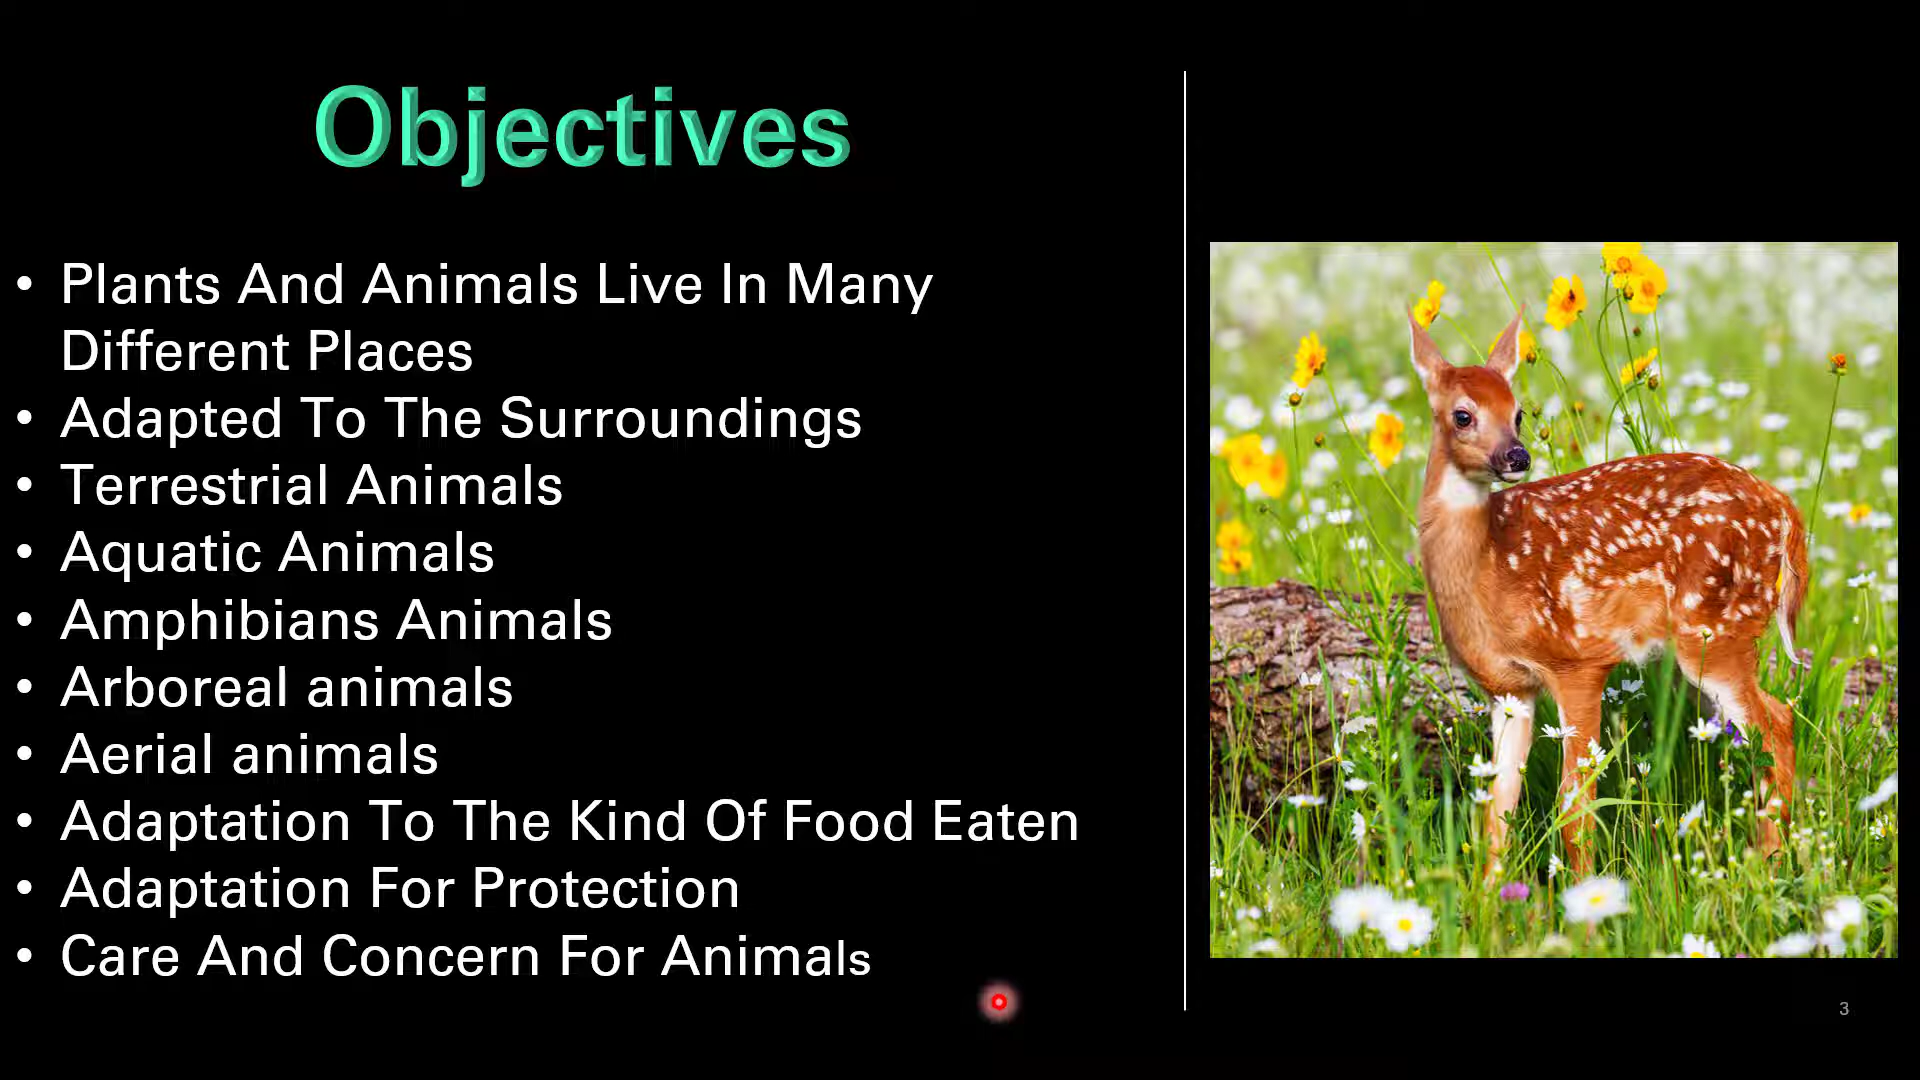 Objectives
• Plants And Animals Live In Many
Different Places
• Adapted To The Surroundings
• Terrestrial Animals
• Aquatic Animals
• Amphibians Animals
• Arboreal animals
• Aerial animals
• Adaptation To The Kind Of Food Eaten
• Adaptation For Protection
• Care And Concern For Animals
3